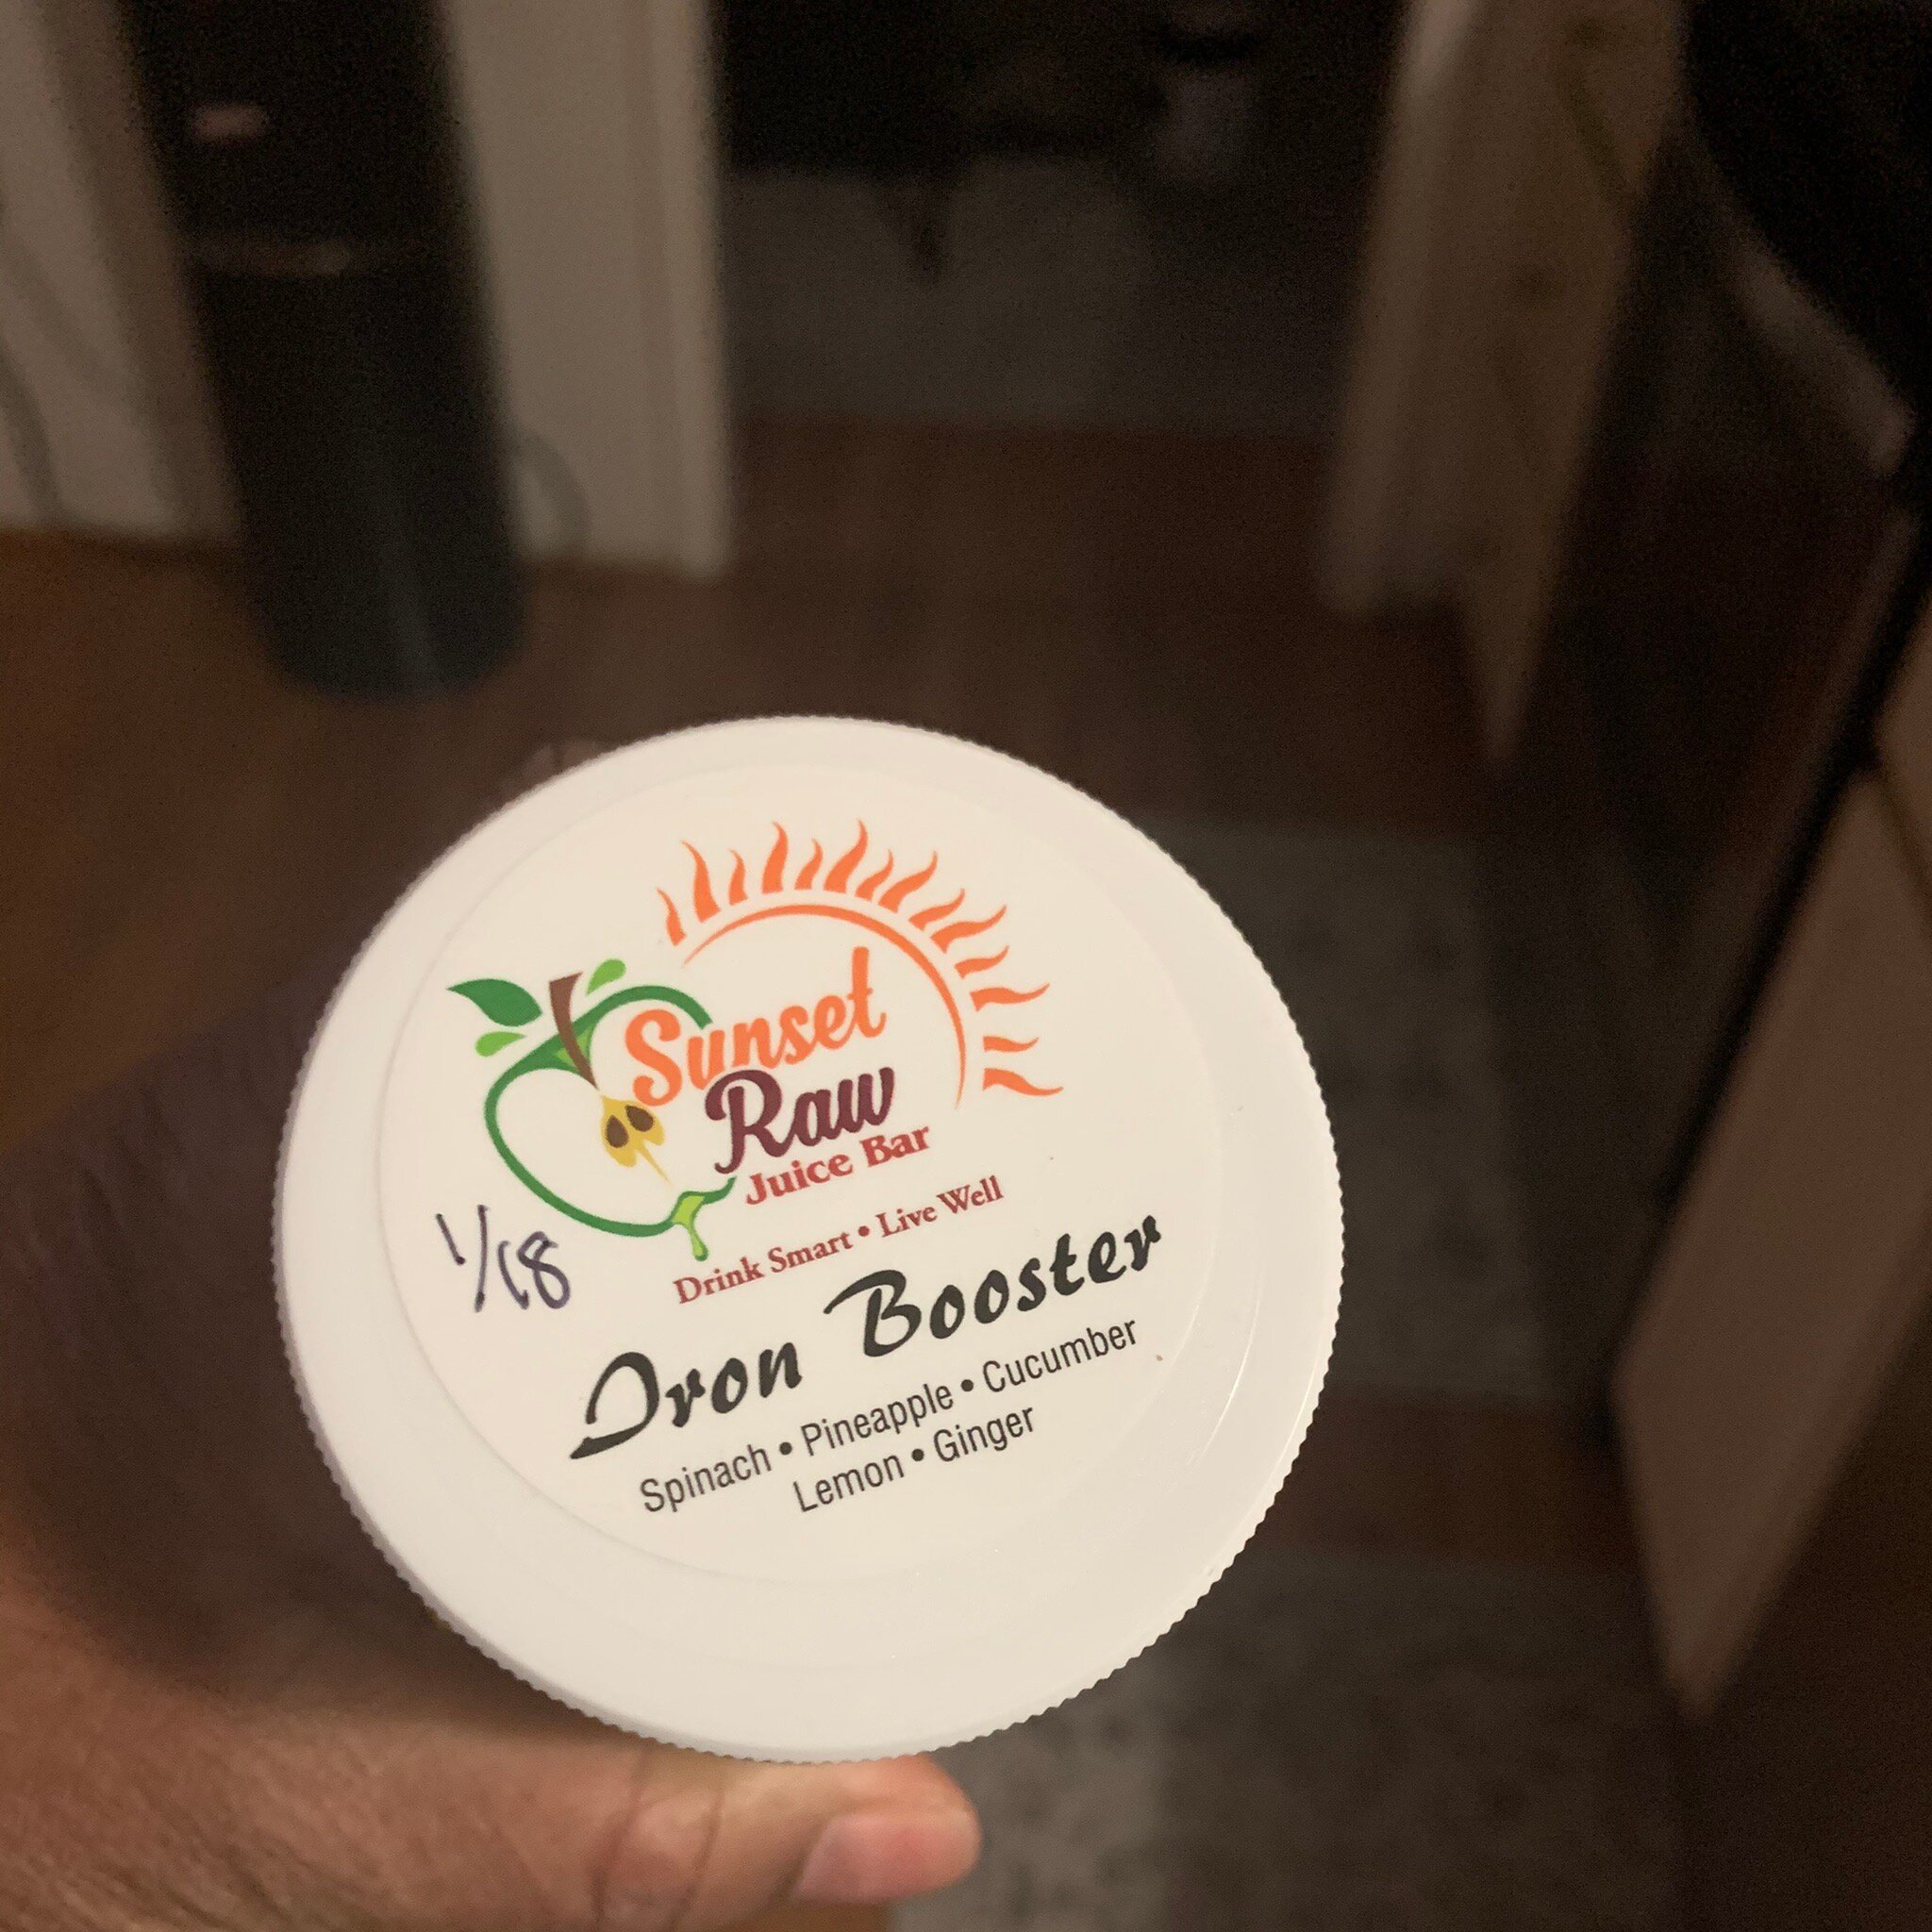 Sunset
Raw
Juice Bar
Drink Smart • Live Well
1/18
Iron Booster
Spinach • Pineapple • Cucumber
Lemon • Ginger